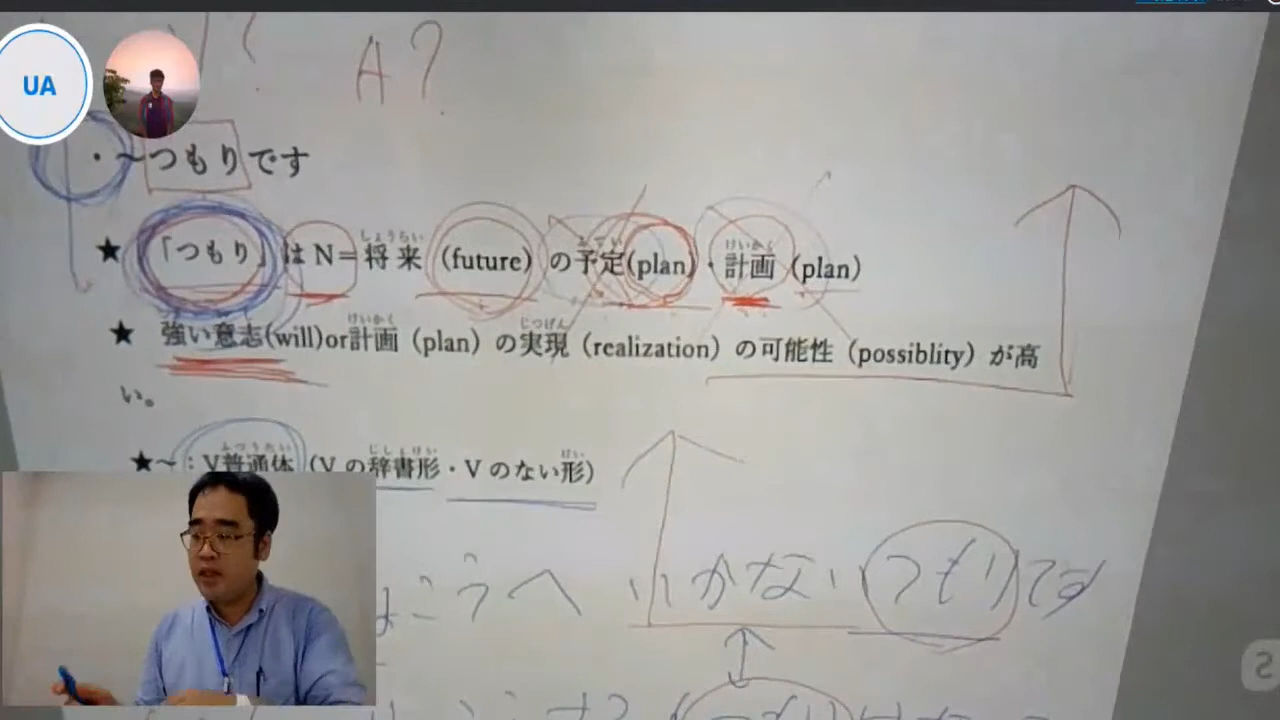 UA
A?
・～つもりです
★ 「つもり」はN＝将来（future）の予定(plan)・計画（plan）
★ 強い意志(will)or計画（plan）の実現（realization）の可能性（possiblity）が高
い。
★～：V普通体（Vの辞書形・Vのない形）
こうへ いかないつもりです